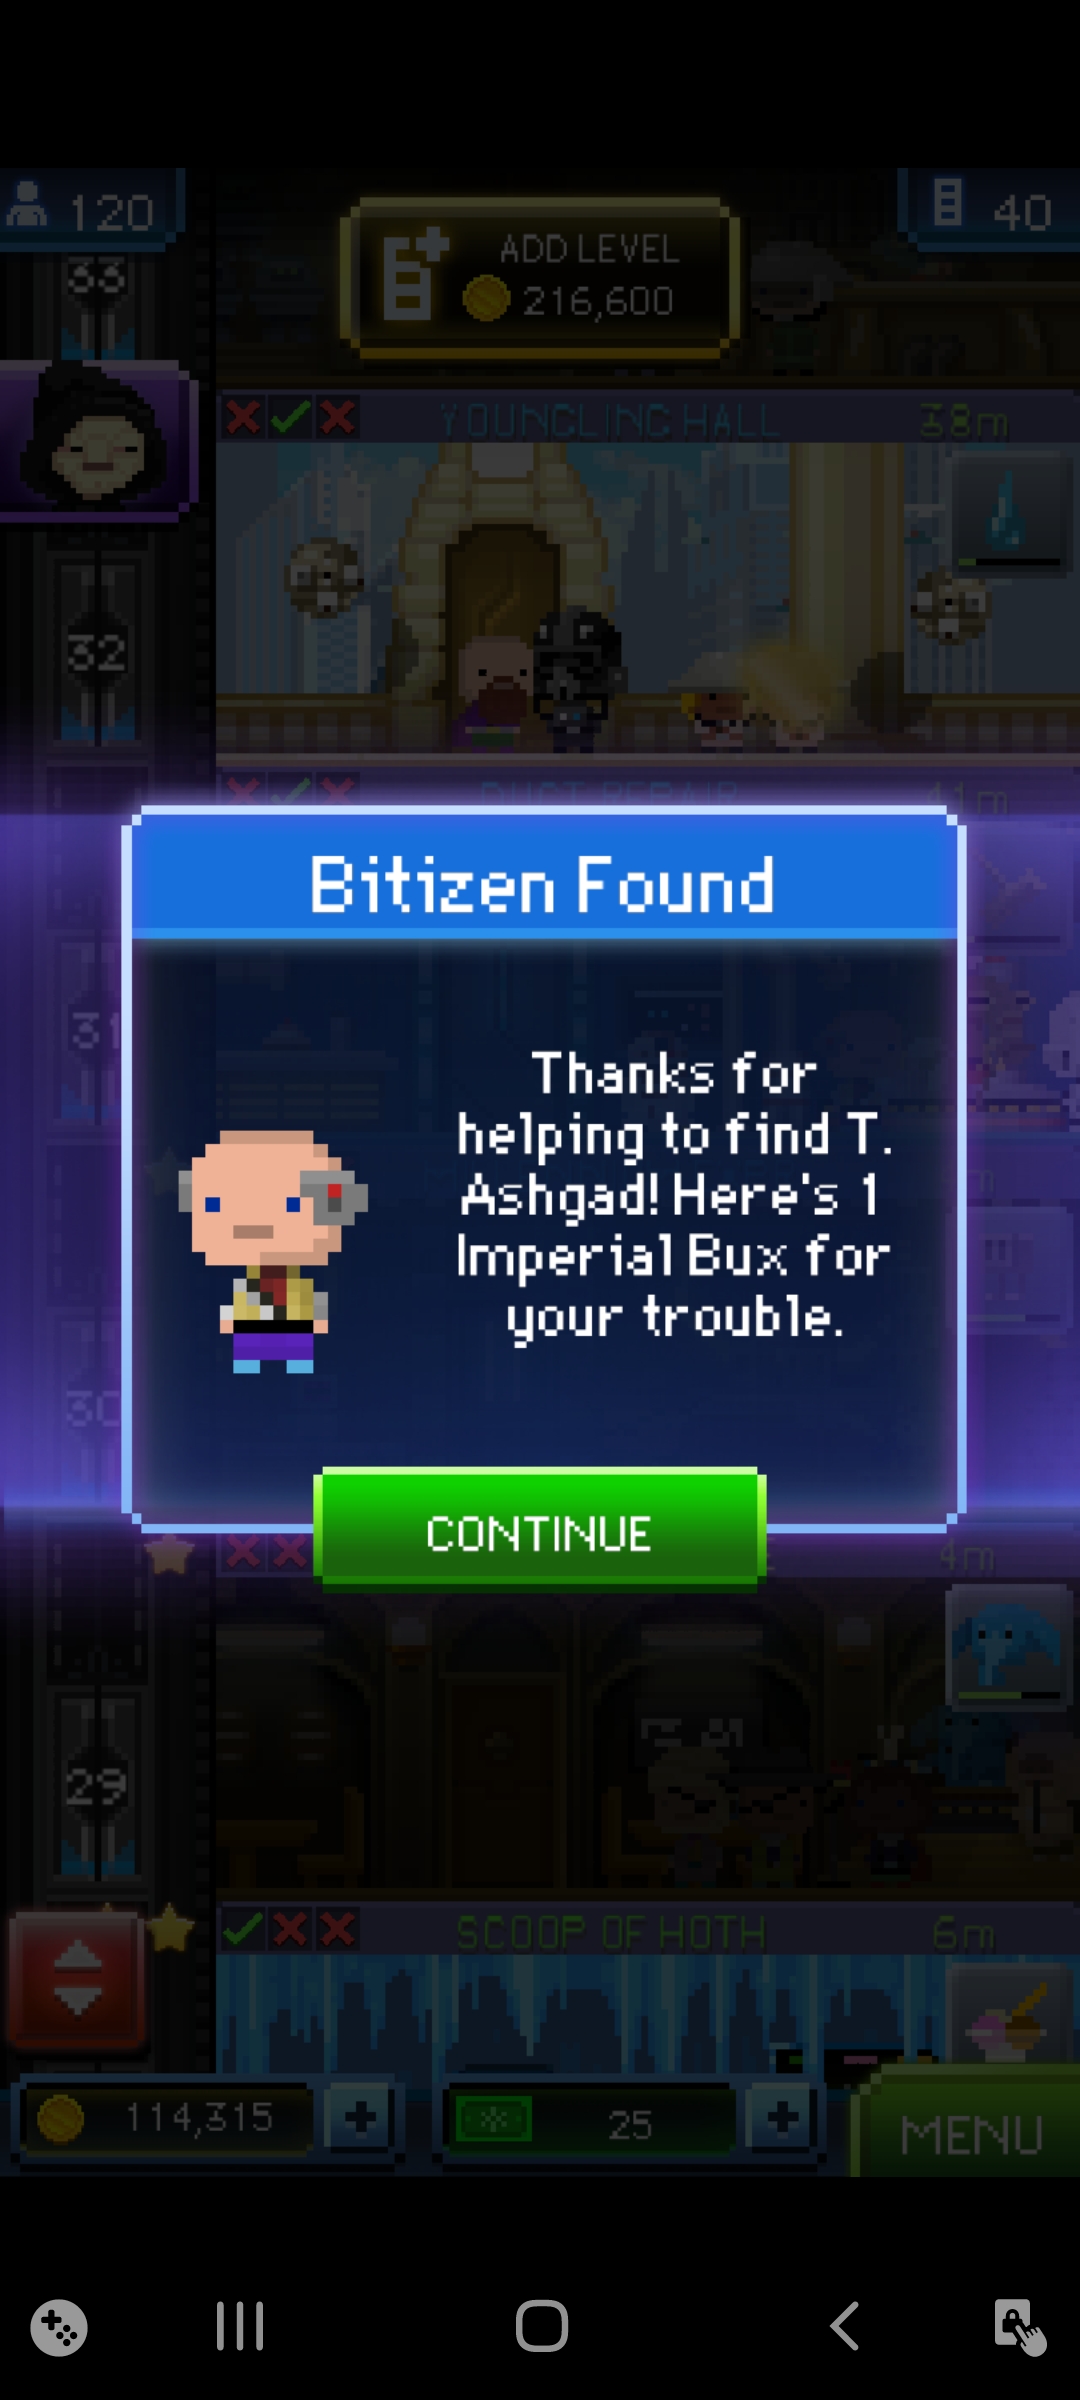 120
ADD LEVEL
216,600
40
33
YOUNGLING HALL
38m
32
DUCT REPAIR
41m
Bitizen Found
31
Thanks for
helping to find T.
Ashgad! Here's 1
Imperial Bux for
your trouble.
30
CONTINUE
4m
29
SCOOP OF HOTH
6m
114,315
25
MENU